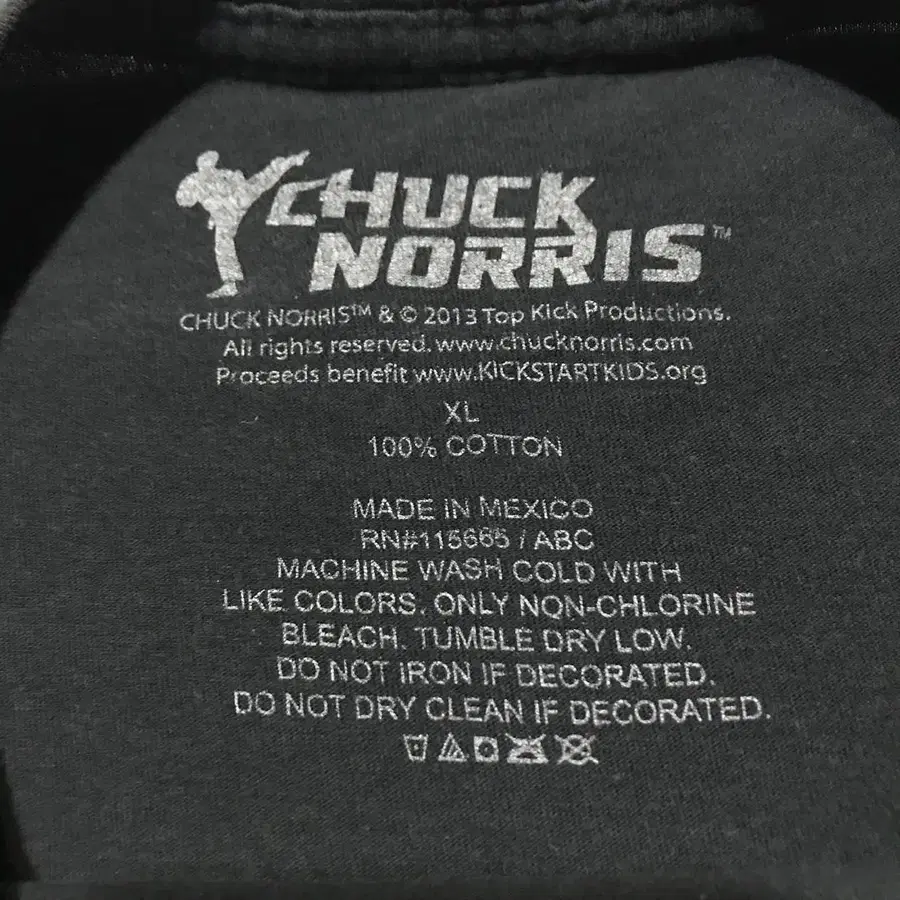 CHUCK
NORRIS™
CHUCK NORRIS™ & © 2013 Top Kick Productions.
All rights reserved. www.chucknorris.com
Proceeds benefit www.KICKSTARTKIDS.org
XL
100% COTTON
MADE IN MEXICO
RN#115665 / ABC
MACHINE WASH COLD WITH
LIKE COLORS. ONLY NON-CHLORINE
BLEACH. TUMBLE DRY LOW.
DO NOT IRON IF DECORATED.
DO NOT DRY CLEAN IF DECORATED.